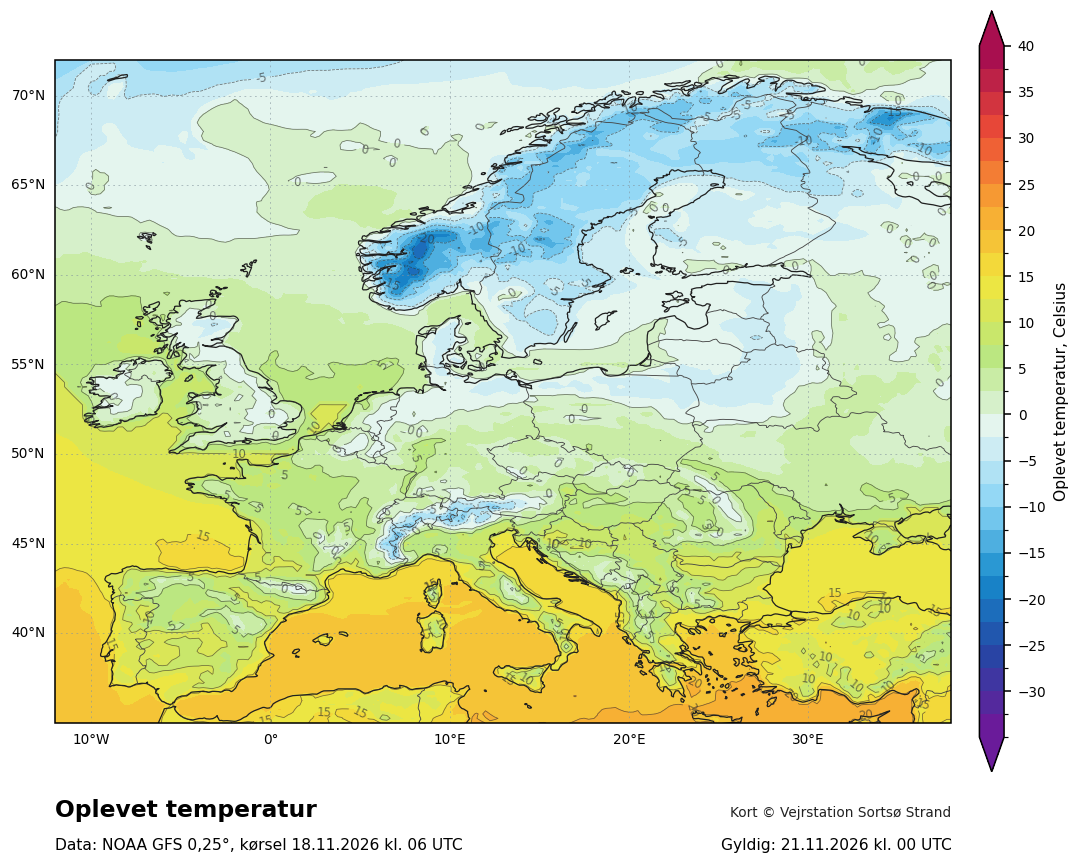 70°N
65°N
60°N
55°N
50°N
45°N
40°N
10°W
0°
10°E
20°E
30°E
40
35
30
25
20
15
10
5
0
−5
−10
−15
−20
−25
−30
Oplevet temperatur, Celsius
Oplevet temperatur
Kort © Vejrstation Sortsø Strand
Data: NOAA GFS 0,25°, kørsel 18.11.2026 kl. 06 UTC
Gyldig: 21.11.2026 kl. 00 UTC